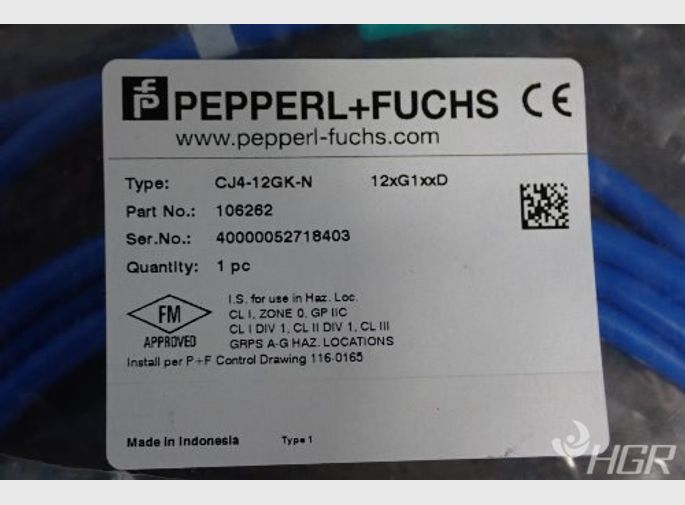 PEPPERL+FUCHS CE
www.pepperl-fuchs.com
Type: CJ4-12GK-N 12xG1xxD
Part No.: 106262
Ser.No.: 40000052718403
Quantity: 1 pc
FM
APPROVED
I.S. for use in Haz. Loc.
CL I, ZONE 0, GP IIC
CL I DIV 1, CL II DIV 1, CL III
GRPS A-G HAZ. LOCATIONS
Install per P+F Control Drawing 116-0165
Made in Indonesia Type 1
HGR